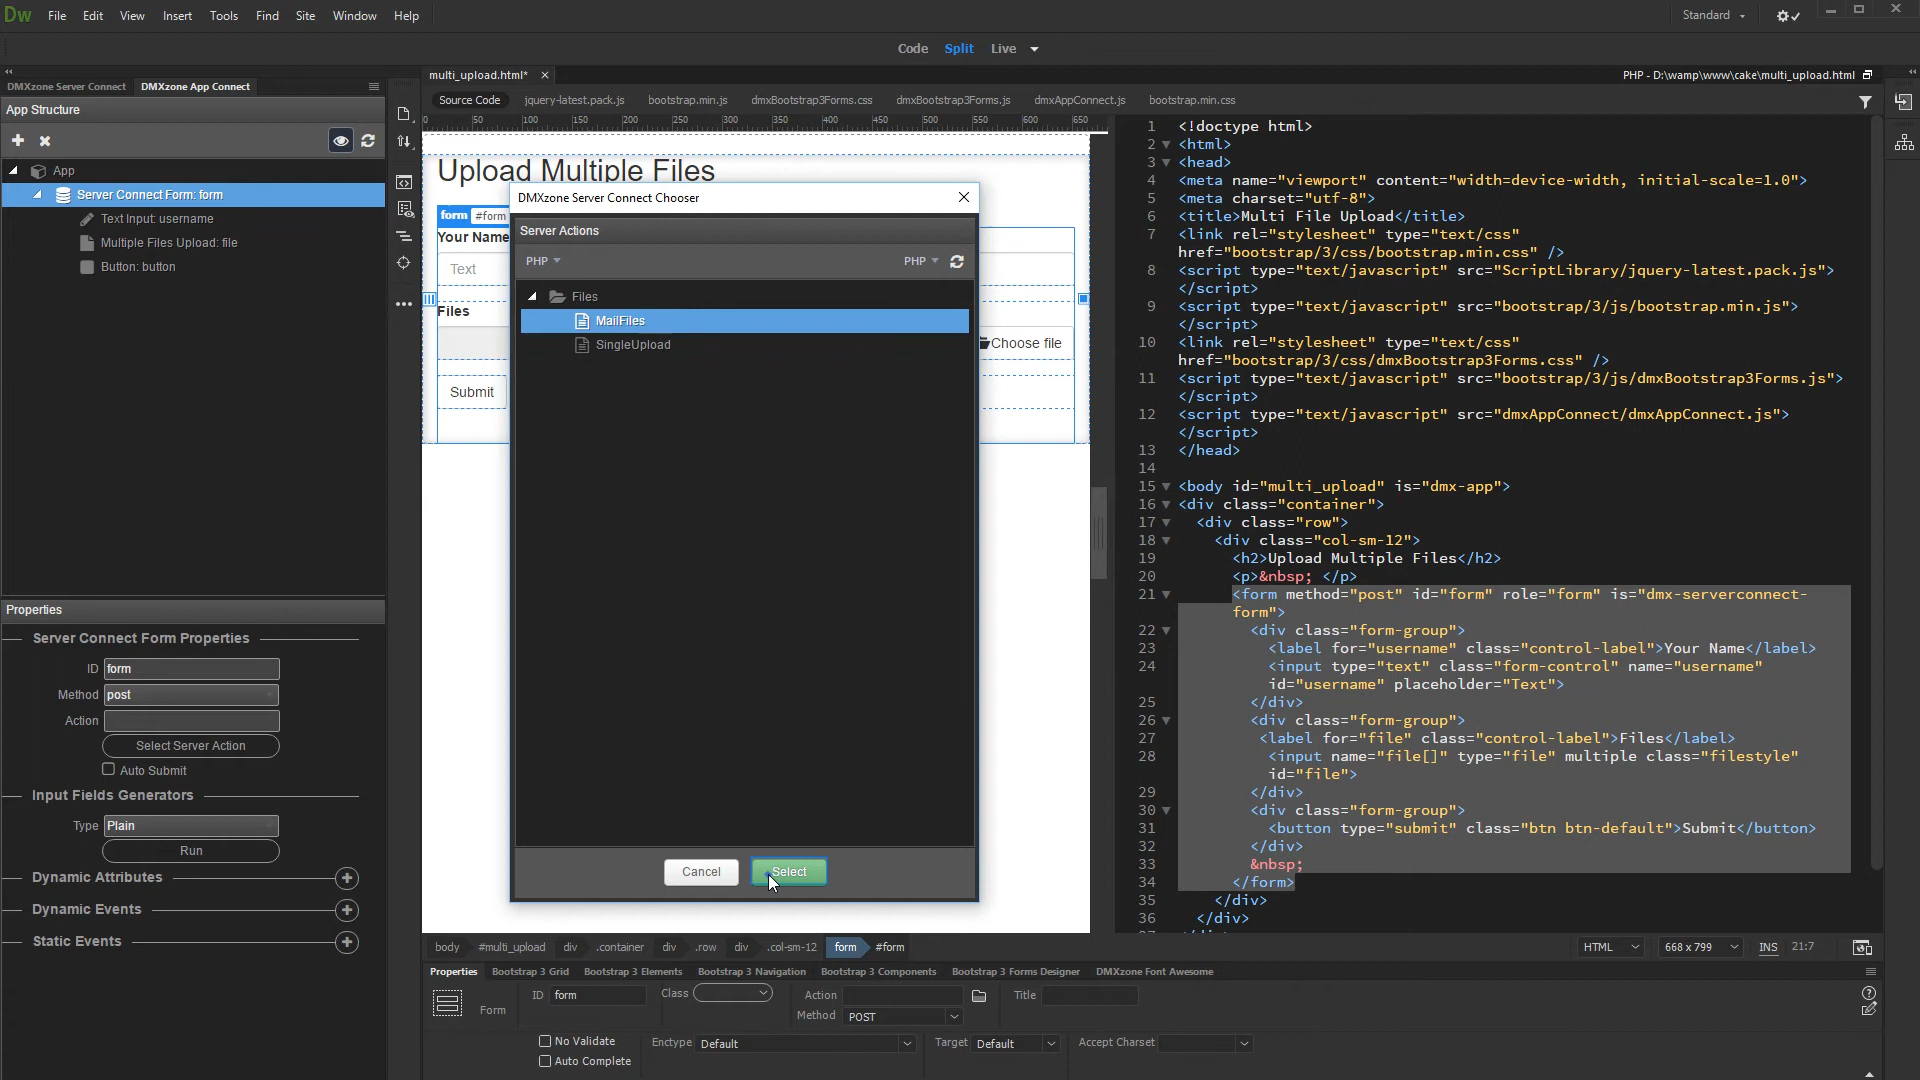 Dw File Edit View Insert Tools Find Site Window Help Standard
Code Split Live
DMXzone Server Connect DMXzone App Connect
multi_upload.html* PHP - D:\wamp\www\cake\multi_upload.html
Source Code jquery-latest.pack.js bootstrap.min.js dmxBootstrap3Forms.css dmxBootstrap3Forms.js dmxAppConnect.js bootstrap.min.css
App Structure
0 50 100 150 200 250 300 350 400 450 500 550 600 650
App
Server Connect Form: form
Text Input: username
Multiple Files Upload: file
Button: button
Upload Multiple Files
form #form
Your Name
Text
Files
Choose file
Submit
DMXzone Server Connect Chooser
Server Actions
PHP PHP
Files
MailFiles
SingleUpload
Cancel Select
1 <!doctype html>
2 <html>
3 <head>
4 <meta name="viewport" content="width=device-width, initial-scale=1.0">
5 <meta charset="utf-8">
6 <title>Multi File Upload</title>
7 <link rel="stylesheet" type="text/css"
href="bootstrap/3/css/bootstrap.min.css" />
8 <script type="text/javascript" src="ScriptLibrary/jquery-latest.pack.js">
</script>
9 <script type="text/javascript" src="bootstrap/3/js/bootstrap.min.js">
</script>
10 <link rel="stylesheet" type="text/css"
href="bootstrap/3/css/dmxBootstrap3Forms.css" />
11 <script type="text/javascript" src="bootstrap/3/js/dmxBootstrap3Forms.js">
</script>
12 <script type="text/javascript" src="dmxAppConnect/dmxAppConnect.js">
</script>
13 </head>
14
15 <body id="multi_upload" is="dmx-app">
16 <div class="container">
17 <div class="row">
18 <div class="col-sm-12">
19 <h2>Upload Multiple Files</h2>
20 <p>&nbsp; </p>
21 <form method="post" id="form" role="form" is="dmx-serverconnect-
form">
22 <div class="form-group">
23 <label for="username" class="control-label">Your Name</label>
24 <input type="text" class="form-control" name="username"
id="username" placeholder="Text">
25 </div>
26 <div class="form-group">
27 <label for="file" class="control-label">Files</label>
28 <input name="file[]" type="file" multiple class="filestyle"
id="file">
29 </div>
30 <div class="form-group">
31 <button type="submit" class="btn btn-default">Submit</button>
32 </div>
33 &nbsp;
34 </form>
35 </div>
36 </div>
Properties
Server Connect Form Properties
ID form
Method post
Action
Select Server Action
Auto Submit
Input Fields Generators
Type Plain
Run
Dynamic Attributes
Dynamic Events
Static Events
body #multi_upload div .container div .row div .col-sm-12 form #form HTML 668 x 799 INS 21:7
Properties Bootstrap 3 Grid Bootstrap 3 Elements Bootstrap 3 Navigation Bootstrap 3 Components Bootstrap 3 Forms Designer DMXzone Font Awesome
Form ID form Class Action Title
Method POST
No Validate Enctype Default Target Default Accept Charset
Auto Complete